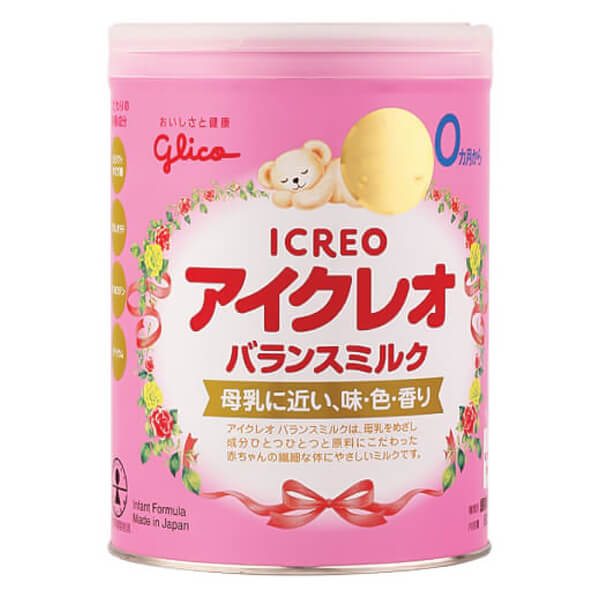 おいしさと健康
glico
0ヵ月から
ICREO
アイクレオ
バランスミルク
母乳に近い、味・色・香り
アイクレオ バランスミルクは、母乳をめざし
成分ひとつひとつと原料にこだわった
赤ちゃんの繊細な体にやさしいミルクです。
Infant Formula
Made in Japan